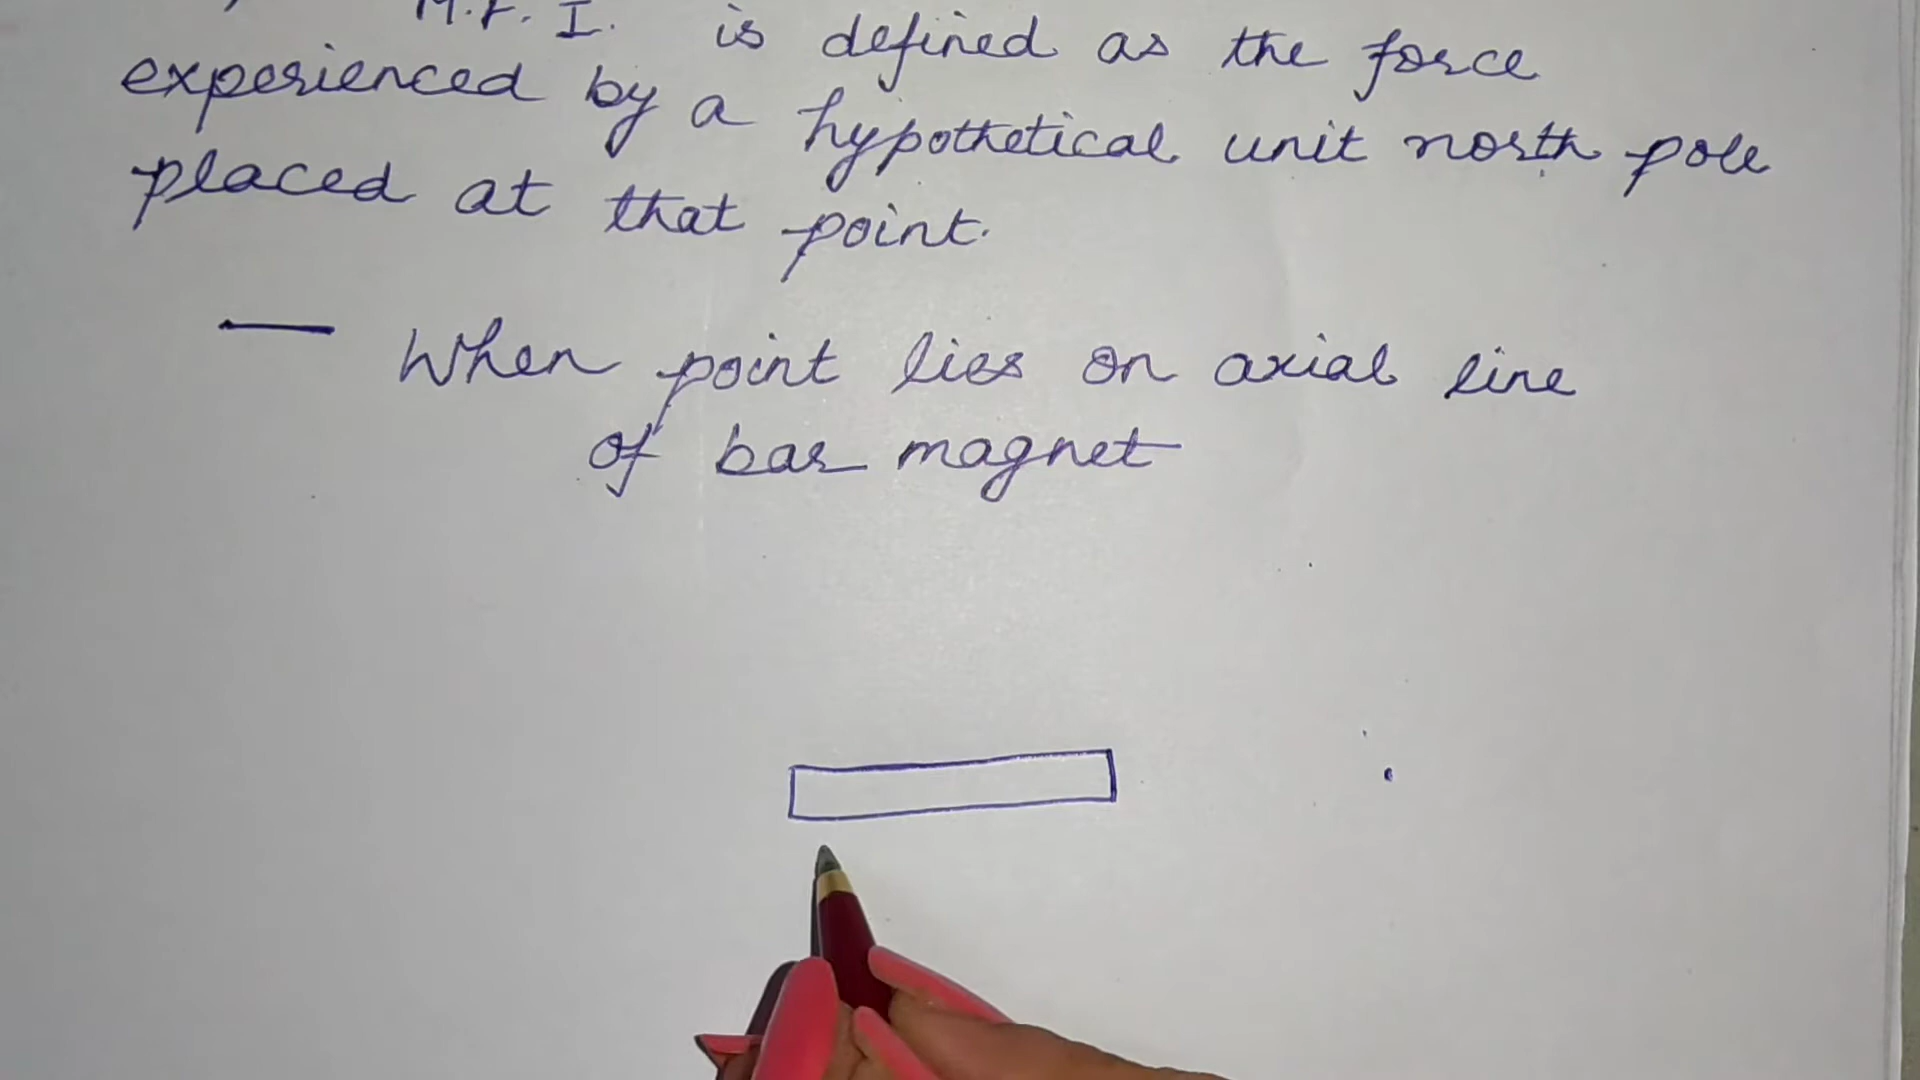 M.F.I. is defined as the force
experienced by a hypothetical unit north pole
placed at that point.
— When point lies on axial line
of bar magnet